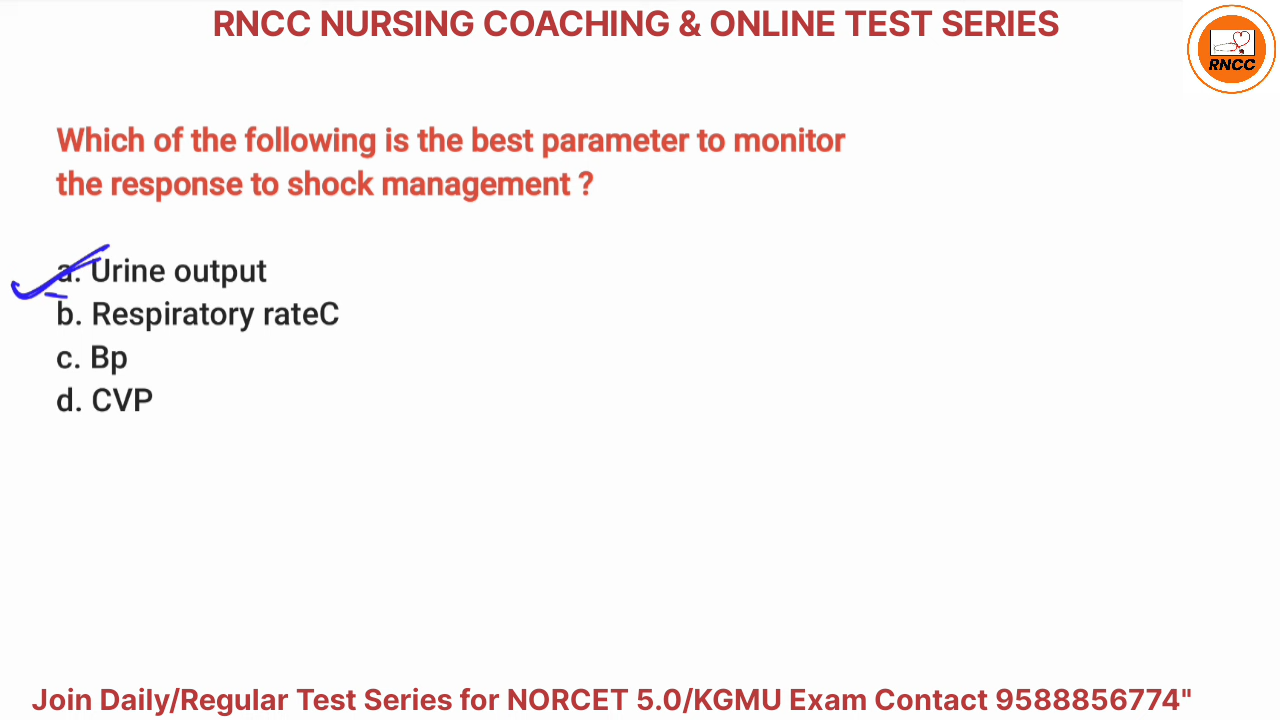 RNCC NURSING COACHING & ONLINE TEST SERIES
RNCC
Which of the following is the best parameter to monitor
the response to shock management ?
a. Urine output
b. Respiratory rateC
c. Bp
d. CVP
Join Daily/Regular Test Series for NORCET 5.0/KGMU Exam Contact 9588856774"